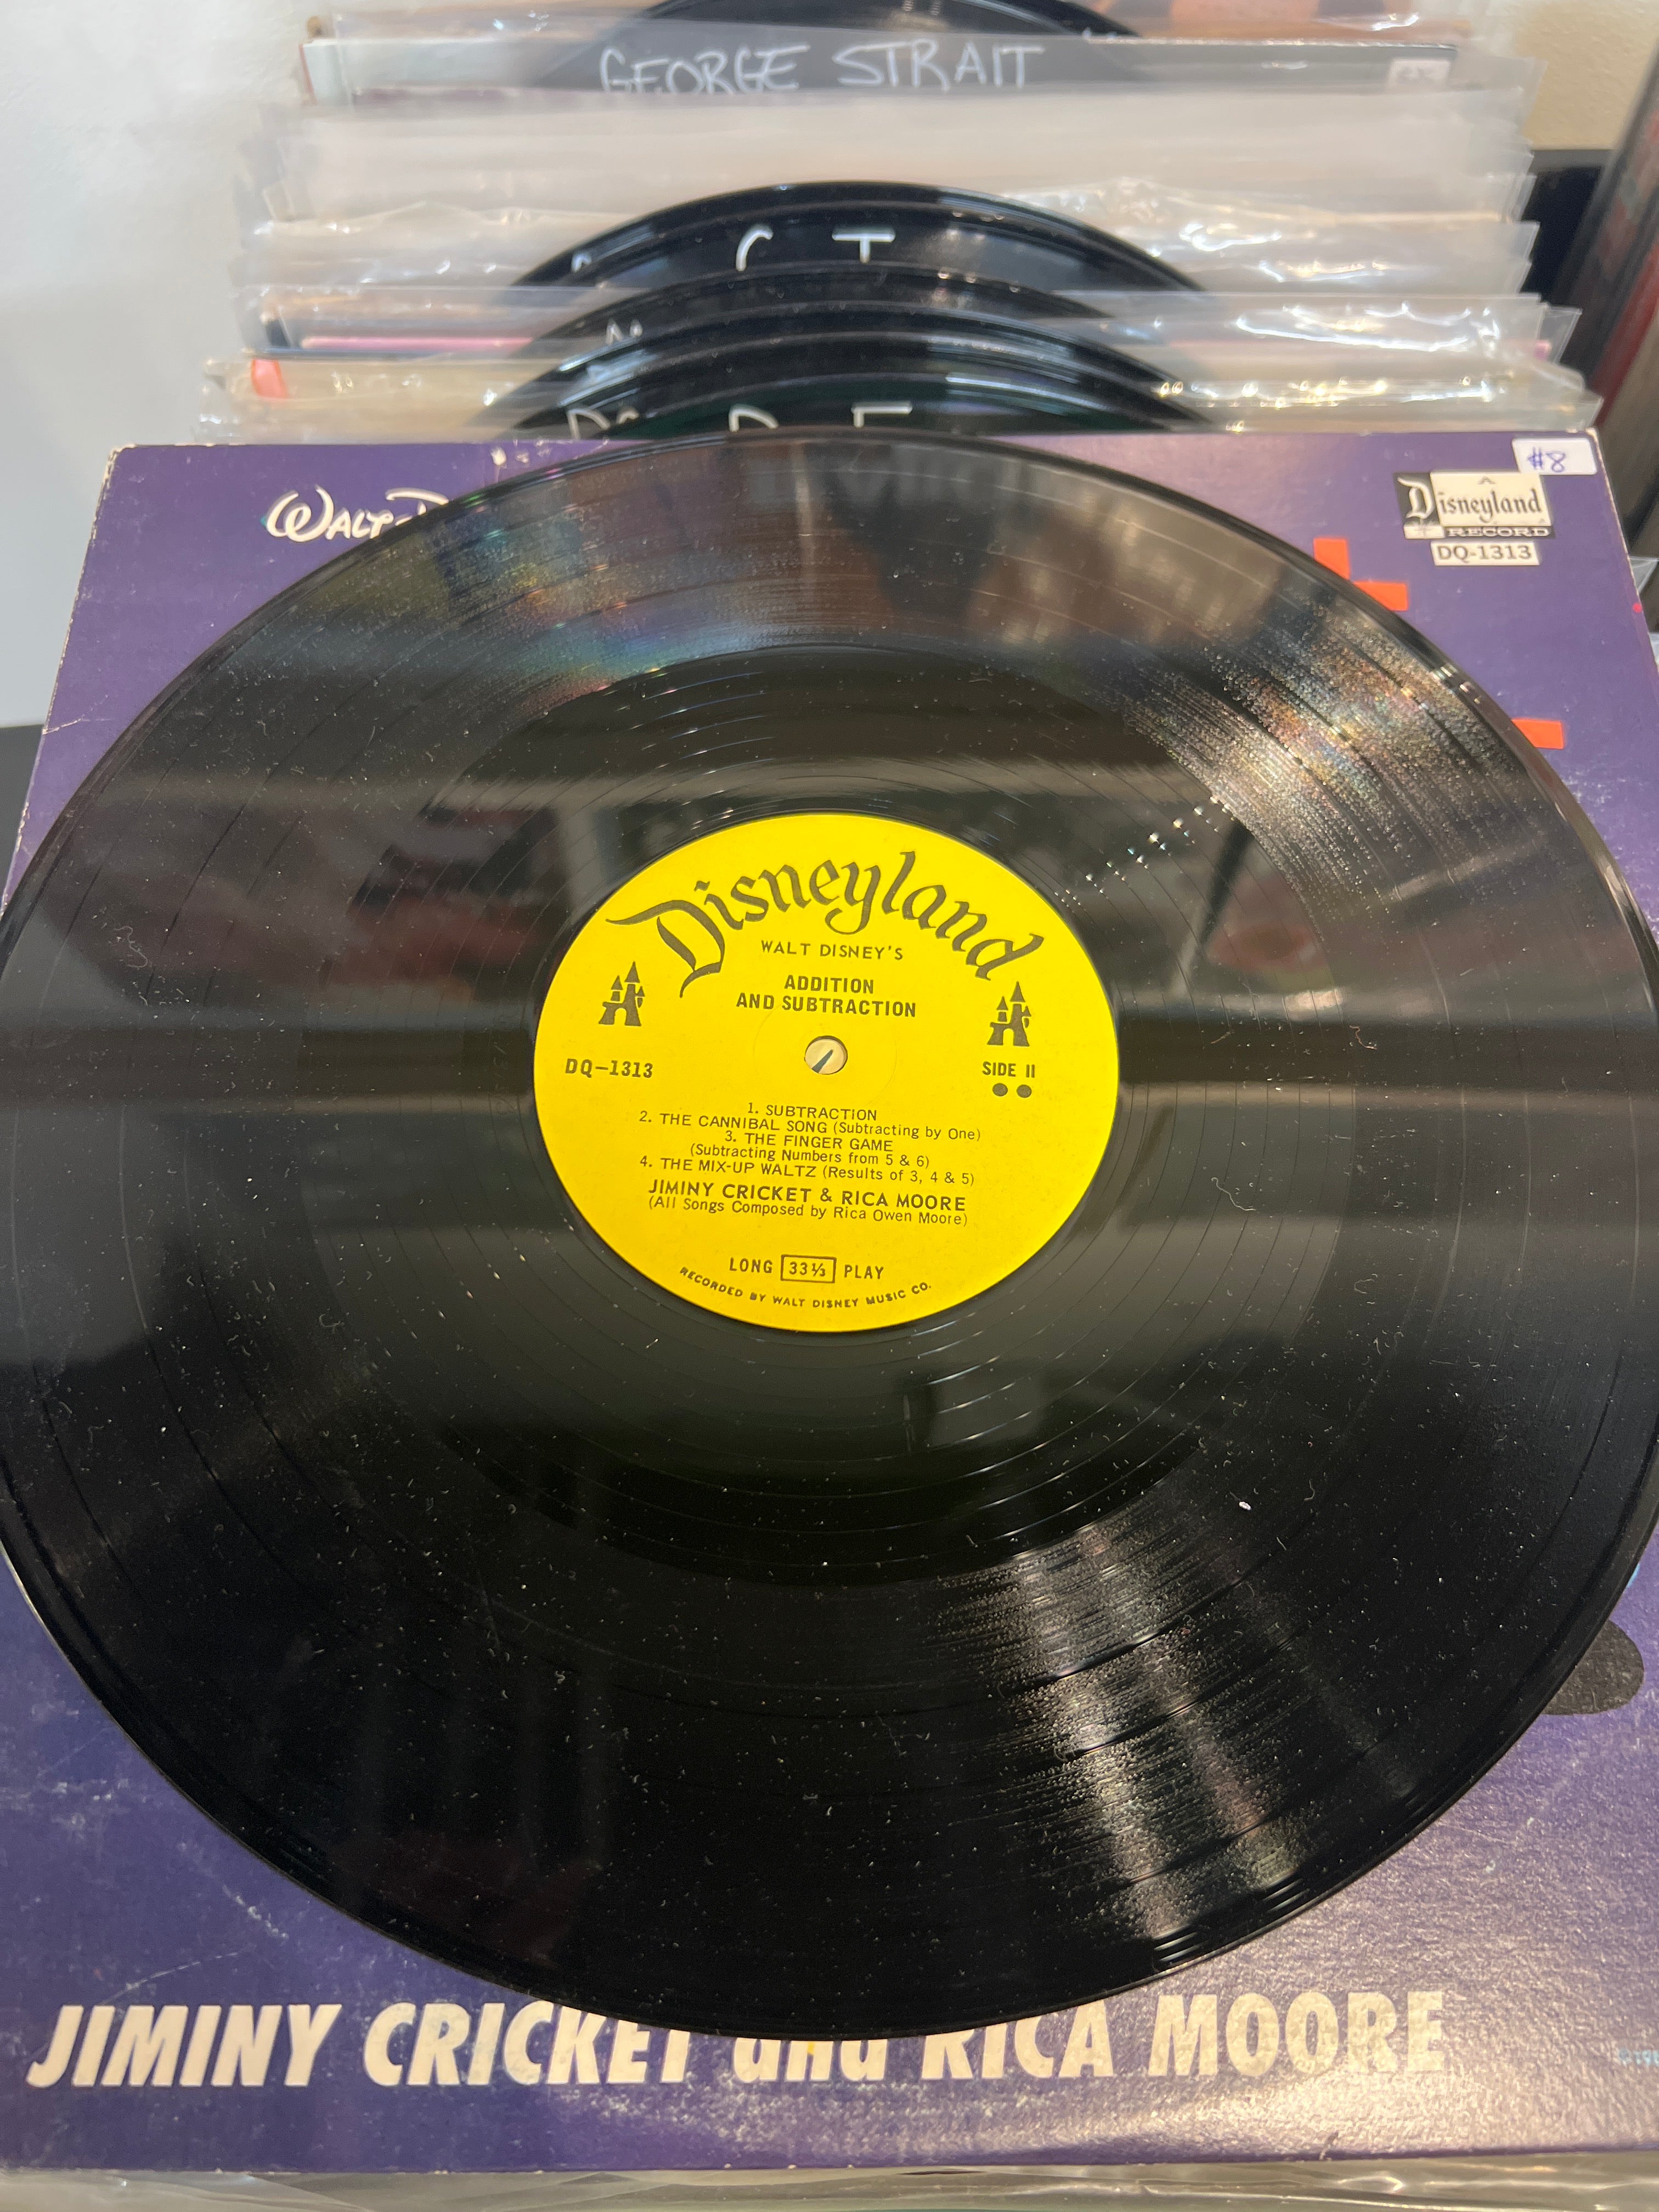 GEORGE STRAIT
#8
WALT
Disneyland
RECORD
DQ-1313
Disneyland
WALT DISNEY'S
ADDITION
AND SUBTRACTION
DQ-1313
SIDE II
1. SUBTRACTION
2. THE CANNIBAL SONG (Subtracting by One)
3. THE FINGER GAME
(Subtracting Numbers from 5 & 6)
4. THE MIX-UP WALTZ (Results of 3, 4 & 5)
JIMINY CRICKET & RICA MOORE
(All Songs Composed by Rica Owen Moore)
LONG 33⅓ PLAY
RECORDED BY WALT DISNEY MUSIC CO.
JIMINY CRICKET and RICA MOORE